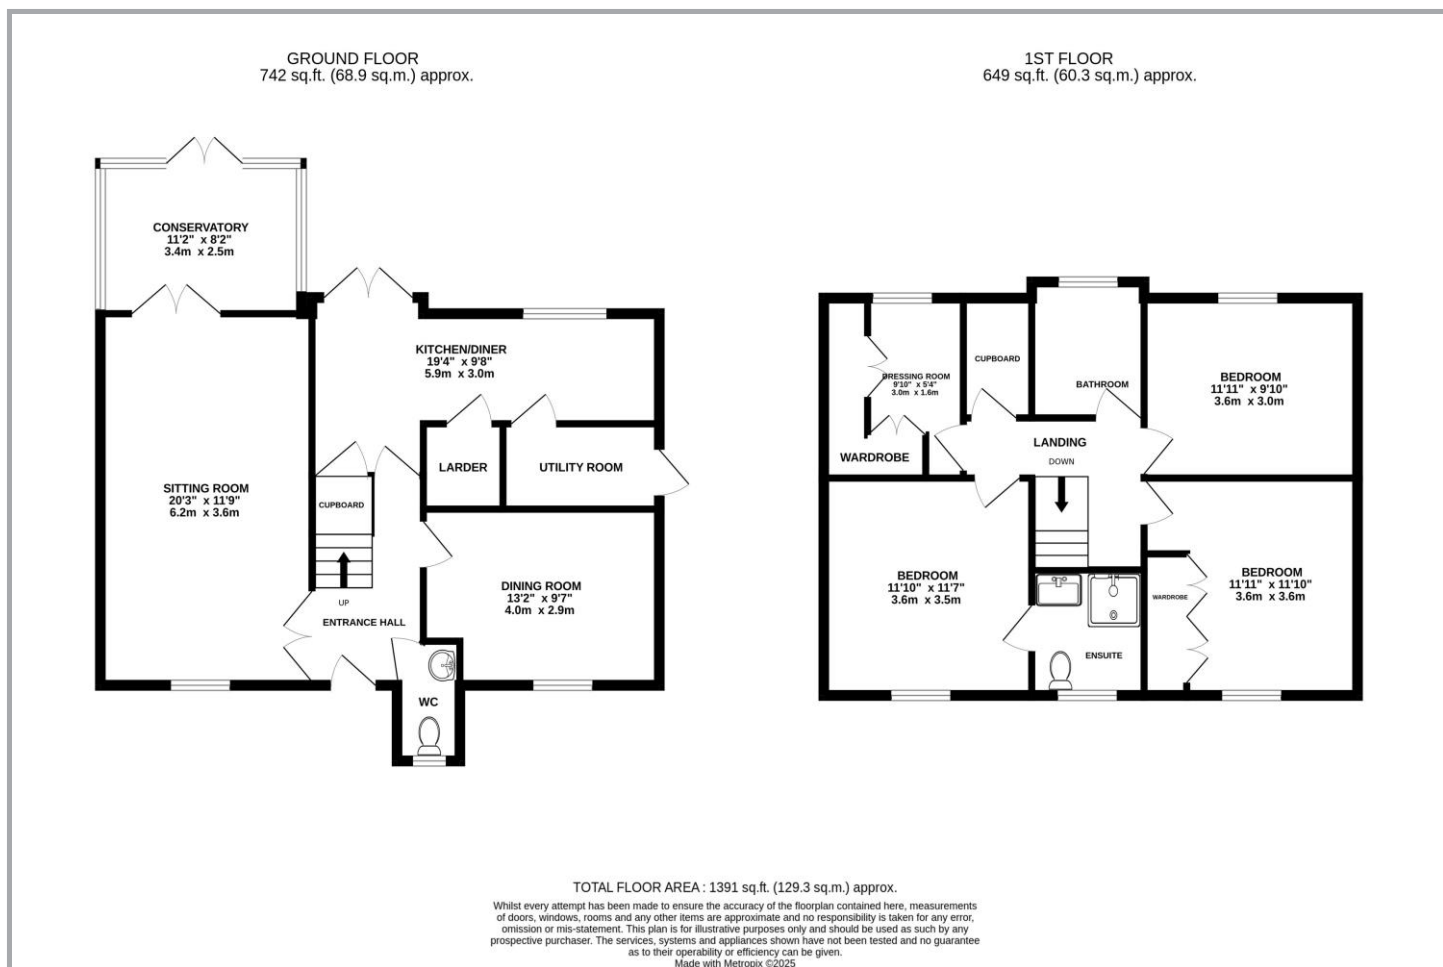 GROUND FLOOR
742 sq.ft. (68.9 sq.m.) approx.
1ST FLOOR
649 sq.ft. (60.3 sq.m.) approx.
CONSERVATORY
11'2" x 8'2"
3.4m x 2.5m
KITCHEN/DINER
19'4" x 9'8"
5.9m x 3.0m
LARDER
UTILITY ROOM
SITTING ROOM
20'3" x 11'9"
6.2m x 3.6m
CUPBOARD
UP
ENTRANCE HALL
DINING ROOM
13'2" x 9'7"
4.0m x 2.9m
WC
DRESSING ROOM
9'10" x 5'4"
3.0m x 1.6m
CUPBOARD
BATHROOM
BEDROOM
11'11" x 9'10"
3.6m x 3.0m
WARDROBE
LANDING
DOWN
BEDROOM
11'10" x 11'7"
3.6m x 3.5m
ENSUITE
WARDROBE
BEDROOM
11'11" x 11'10"
3.6m x 3.6m
TOTAL FLOOR AREA : 1391 sq.ft. (129.3 sq.m.) approx.
Whilst every attempt has been made to ensure the accuracy of the floorplan contained here, measurements
of doors, windows, rooms and any other items are approximate and no responsibility is taken for any error,
omission or mis-statement. This plan is for illustrative purposes only and should be used as such by any
prospective purchaser. The services, systems and appliances shown have not been tested and no guarantee
as to their operability or efficiency can be given.
Made with Metropix ©2025